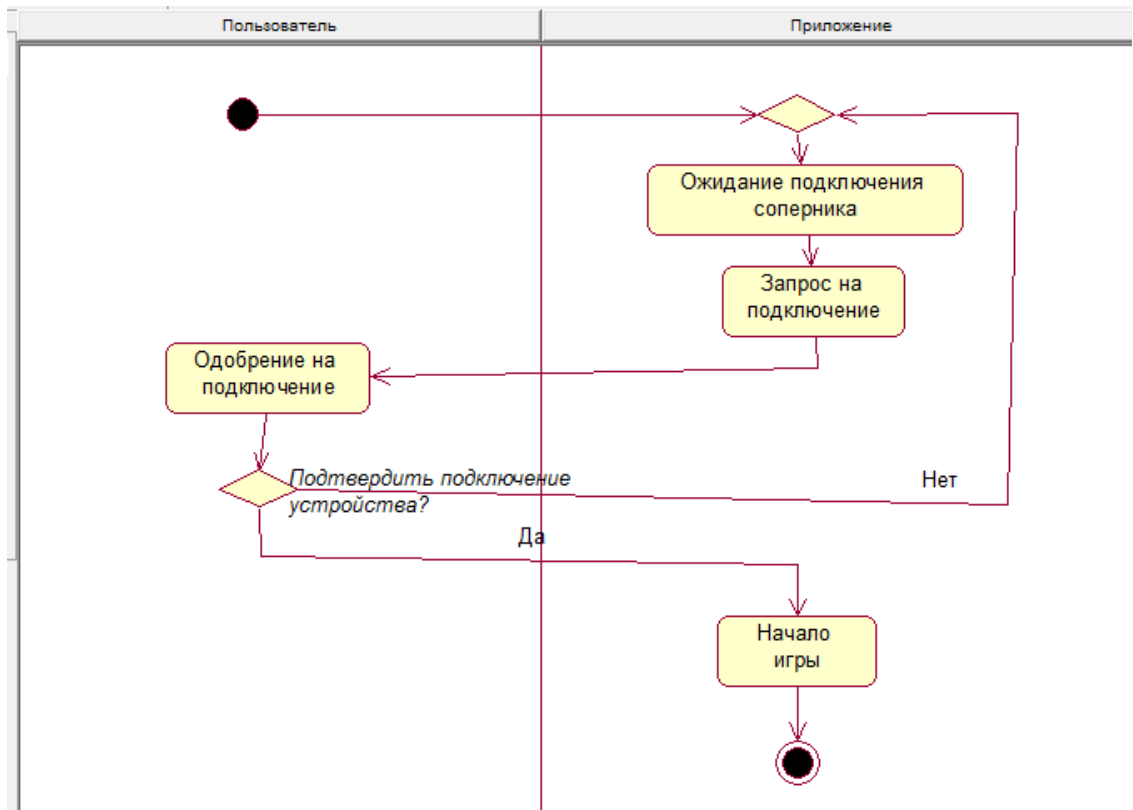 Пользователь
Приложение
Ожидание подключения
соперника
Запрос на
подключение
Одобрение на
подключение
Подтвердить подключение
устройства?
Нет
Да
Начало
игры